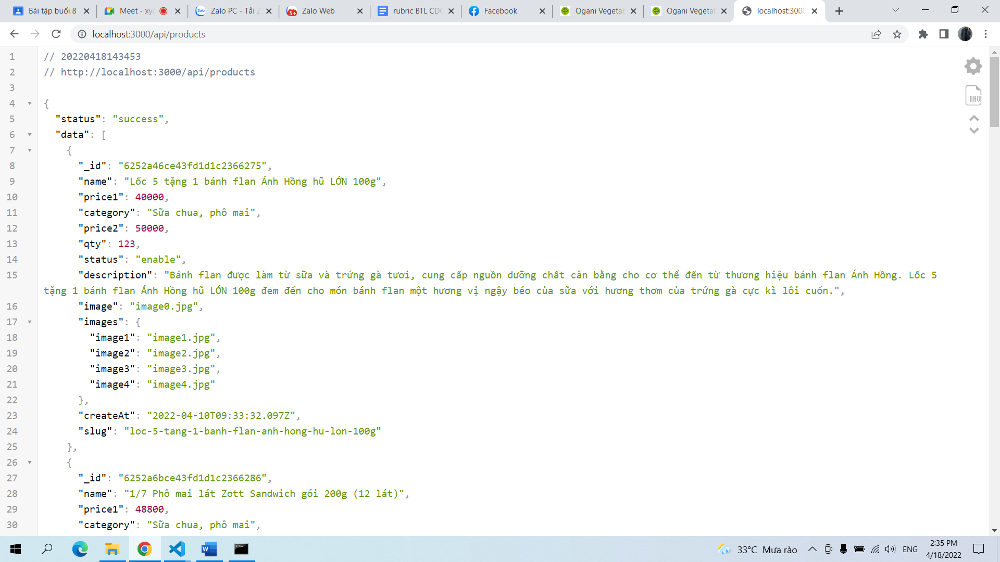 Bài tập buổi 8
Meet - xyc
Zalo PC - Tải Z
Zalo Web
rubric BTL CDC
Facebook
Ogani Vegetab
Ogani Vegetab
localhost:3000
localhost:3000/api/products
1 // 20220418143453
2 // http://localhost:3000/api/products
3
4 {
5 "status": "success",
6 "data": [
7 {
8 "_id": "6252a46ce43fd1d1c2366275",
9 "name": "Lốc 5 tặng 1 bánh flan Ánh Hồng hũ LỚN 100g",
10 "price1": 40000,
11 "category": "Sữa chua, phô mai",
12 "price2": 50000,
13 "qty": 123,
14 "status": "enable",
15 "description": "Bánh flan được làm từ sữa và trứng gà tươi, cung cấp nguồn dưỡng chất cân bằng cho cơ thể đến từ thương hiệu bánh flan Ánh Hồng. Lốc 5
tặng 1 bánh flan Ánh Hồng hũ LỚN 100g đem đến cho món bánh flan một hương vị ngậy béo của sữa với hương thơm của trứng gà cực kì lôi cuốn.",
16 "image": "image0.jpg",
17 "images": {
18 "image1": "image1.jpg",
19 "image2": "image2.jpg",
20 "image3": "image3.jpg",
21 "image4": "image4.jpg"
22 },
23 "createAt": "2022-04-10T09:33:32.097Z",
24 "slug": "loc-5-tang-1-banh-flan-anh-hong-hu-lon-100g"
25 },
26 {
27 "_id": "6252a6bce43fd1d1c2366286",
28 "name": "1/7 Phô mai lát Zott Sandwich gói 200g (12 lát)",
29 "price1": 48800,
30 "category": "Sữa chua, phô mai",
RAW
33°C Mưa rào
ENG
2:35 PM
4/18/2022